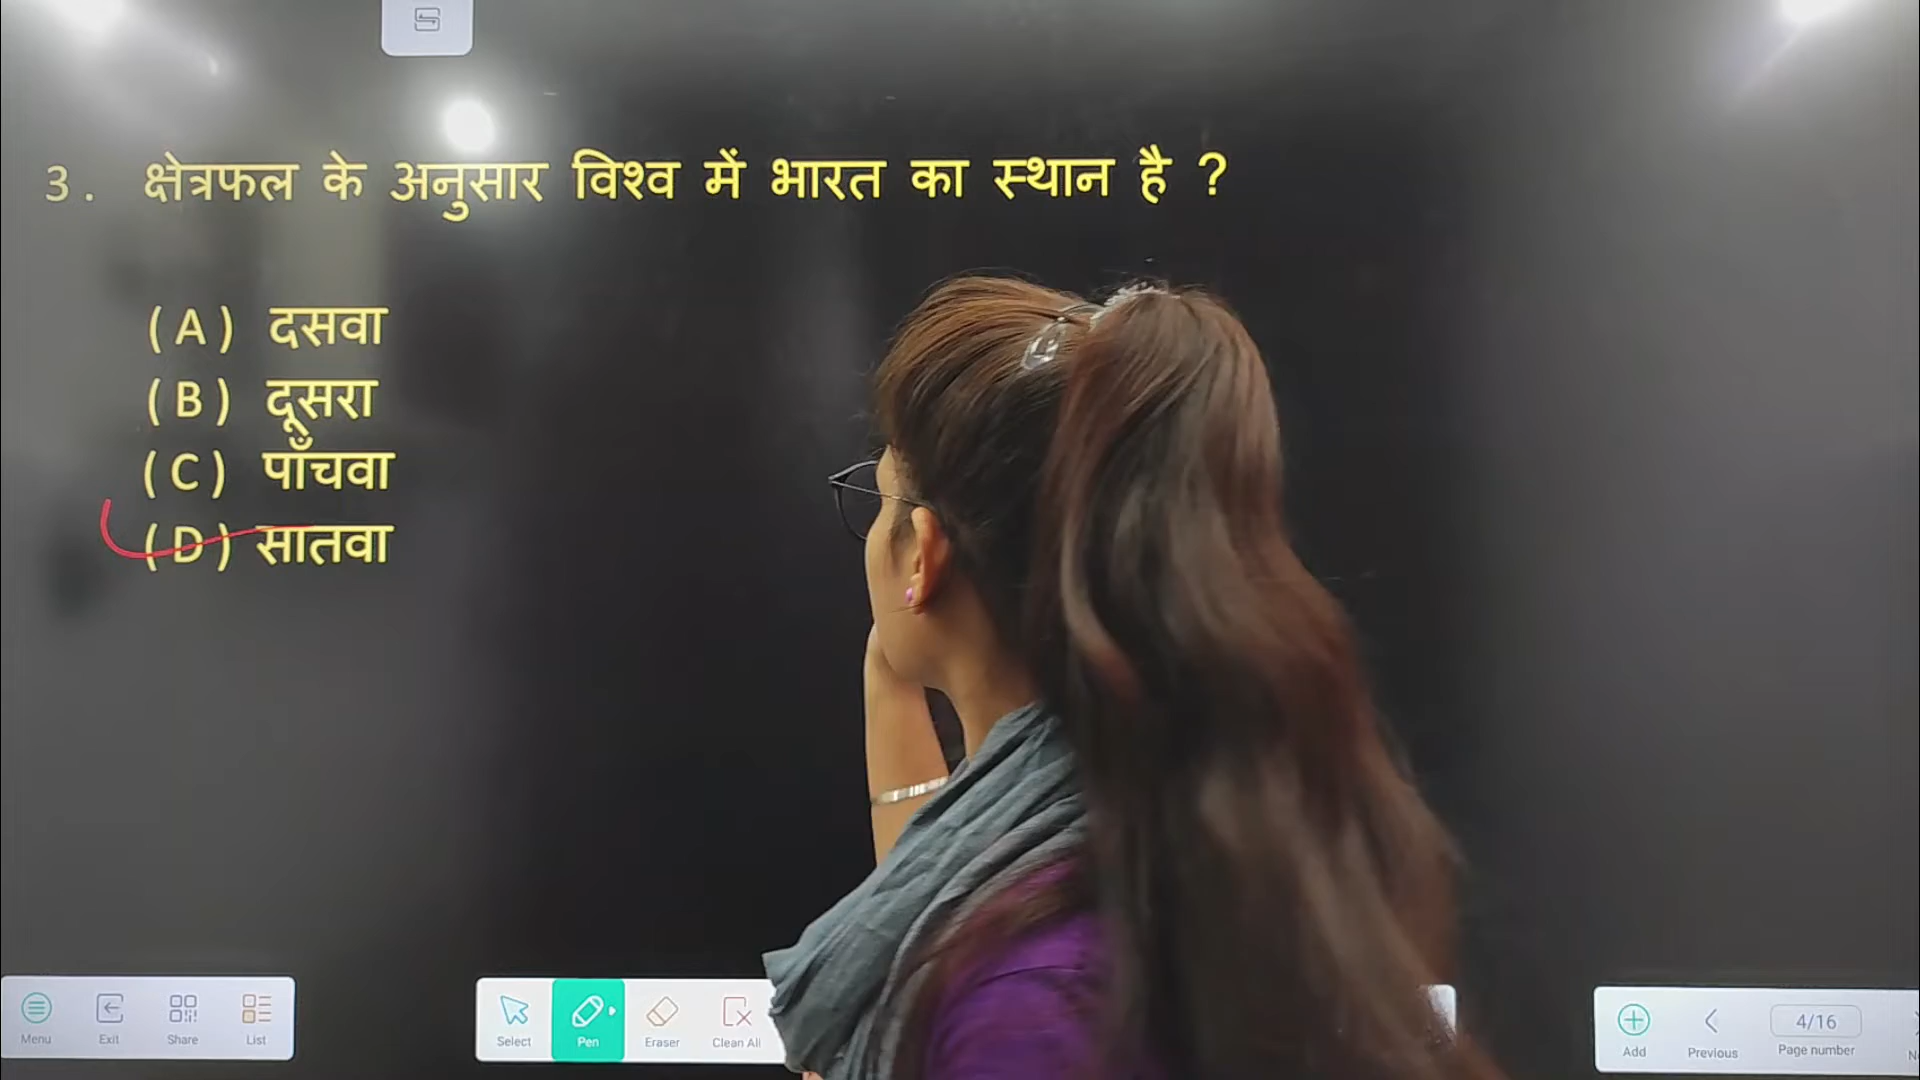 3. क्षेत्रफल के अनुसार विश्व में भारत का स्थान है ?
(A) दसवा
(B) दूसरा
(C) पाँचवा
(D) सातवा
Menu Exit Share List
Select Pen Eraser Clean All
Add Previous 4/16 Page number